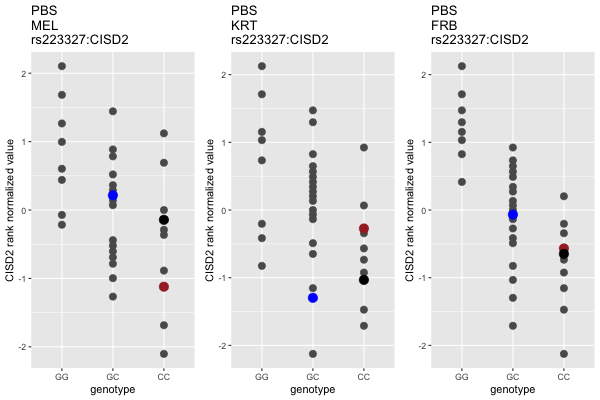 PBS
MEL
rs223327:CISD2
CISD2 rank normalized value
2
1
0
-1
-2
GG GC CC
genotype
PBS
KRT
rs223327:CISD2
CISD2 rank normalized value
2
1
0
-1
-2
GG GC CC
genotype
PBS
FRB
rs223327:CISD2
CISD2 rank normalized value
2
1
0
-1
-2
GG GC CC
genotype